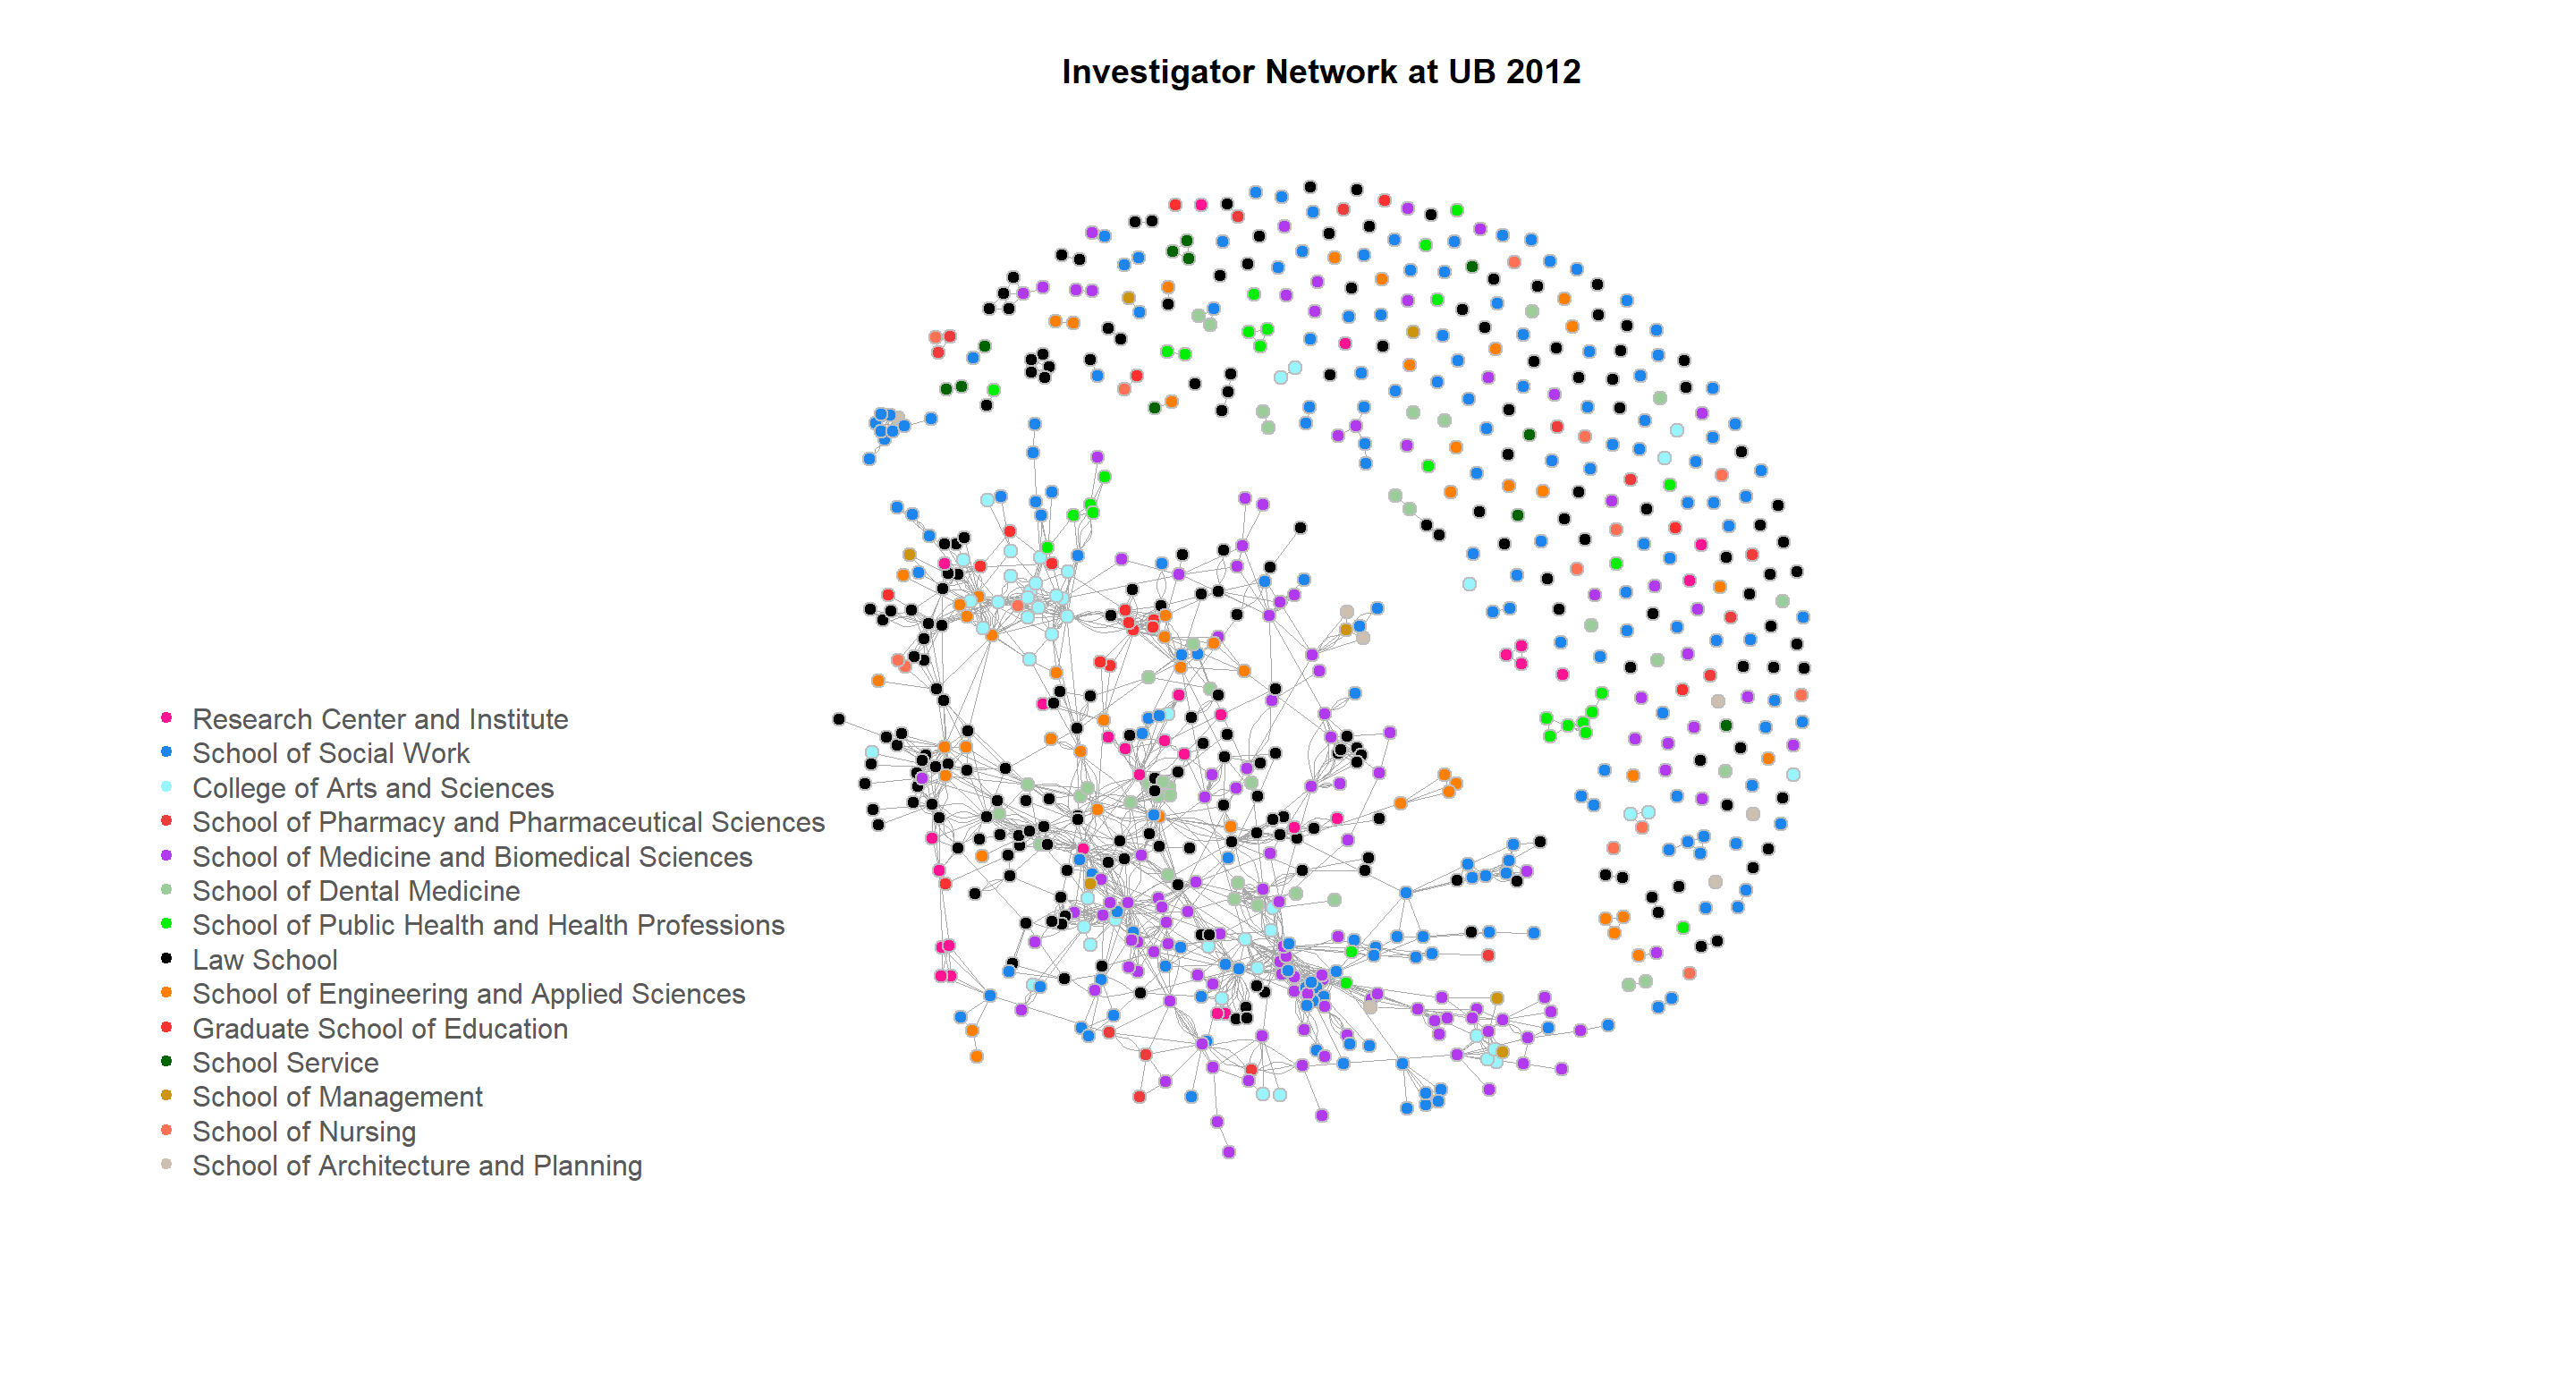 Investigator Network at UB 2012
Research Center and Institute
School of Social Work
College of Arts and Sciences
School of Pharmacy and Pharmaceutical Sciences
School of Medicine and Biomedical Sciences
School of Dental Medicine
School of Public Health and Health Professions
Law School
School of Engineering and Applied Sciences
Graduate School of Education
School Service
School of Management
School of Nursing
School of Architecture and Planning